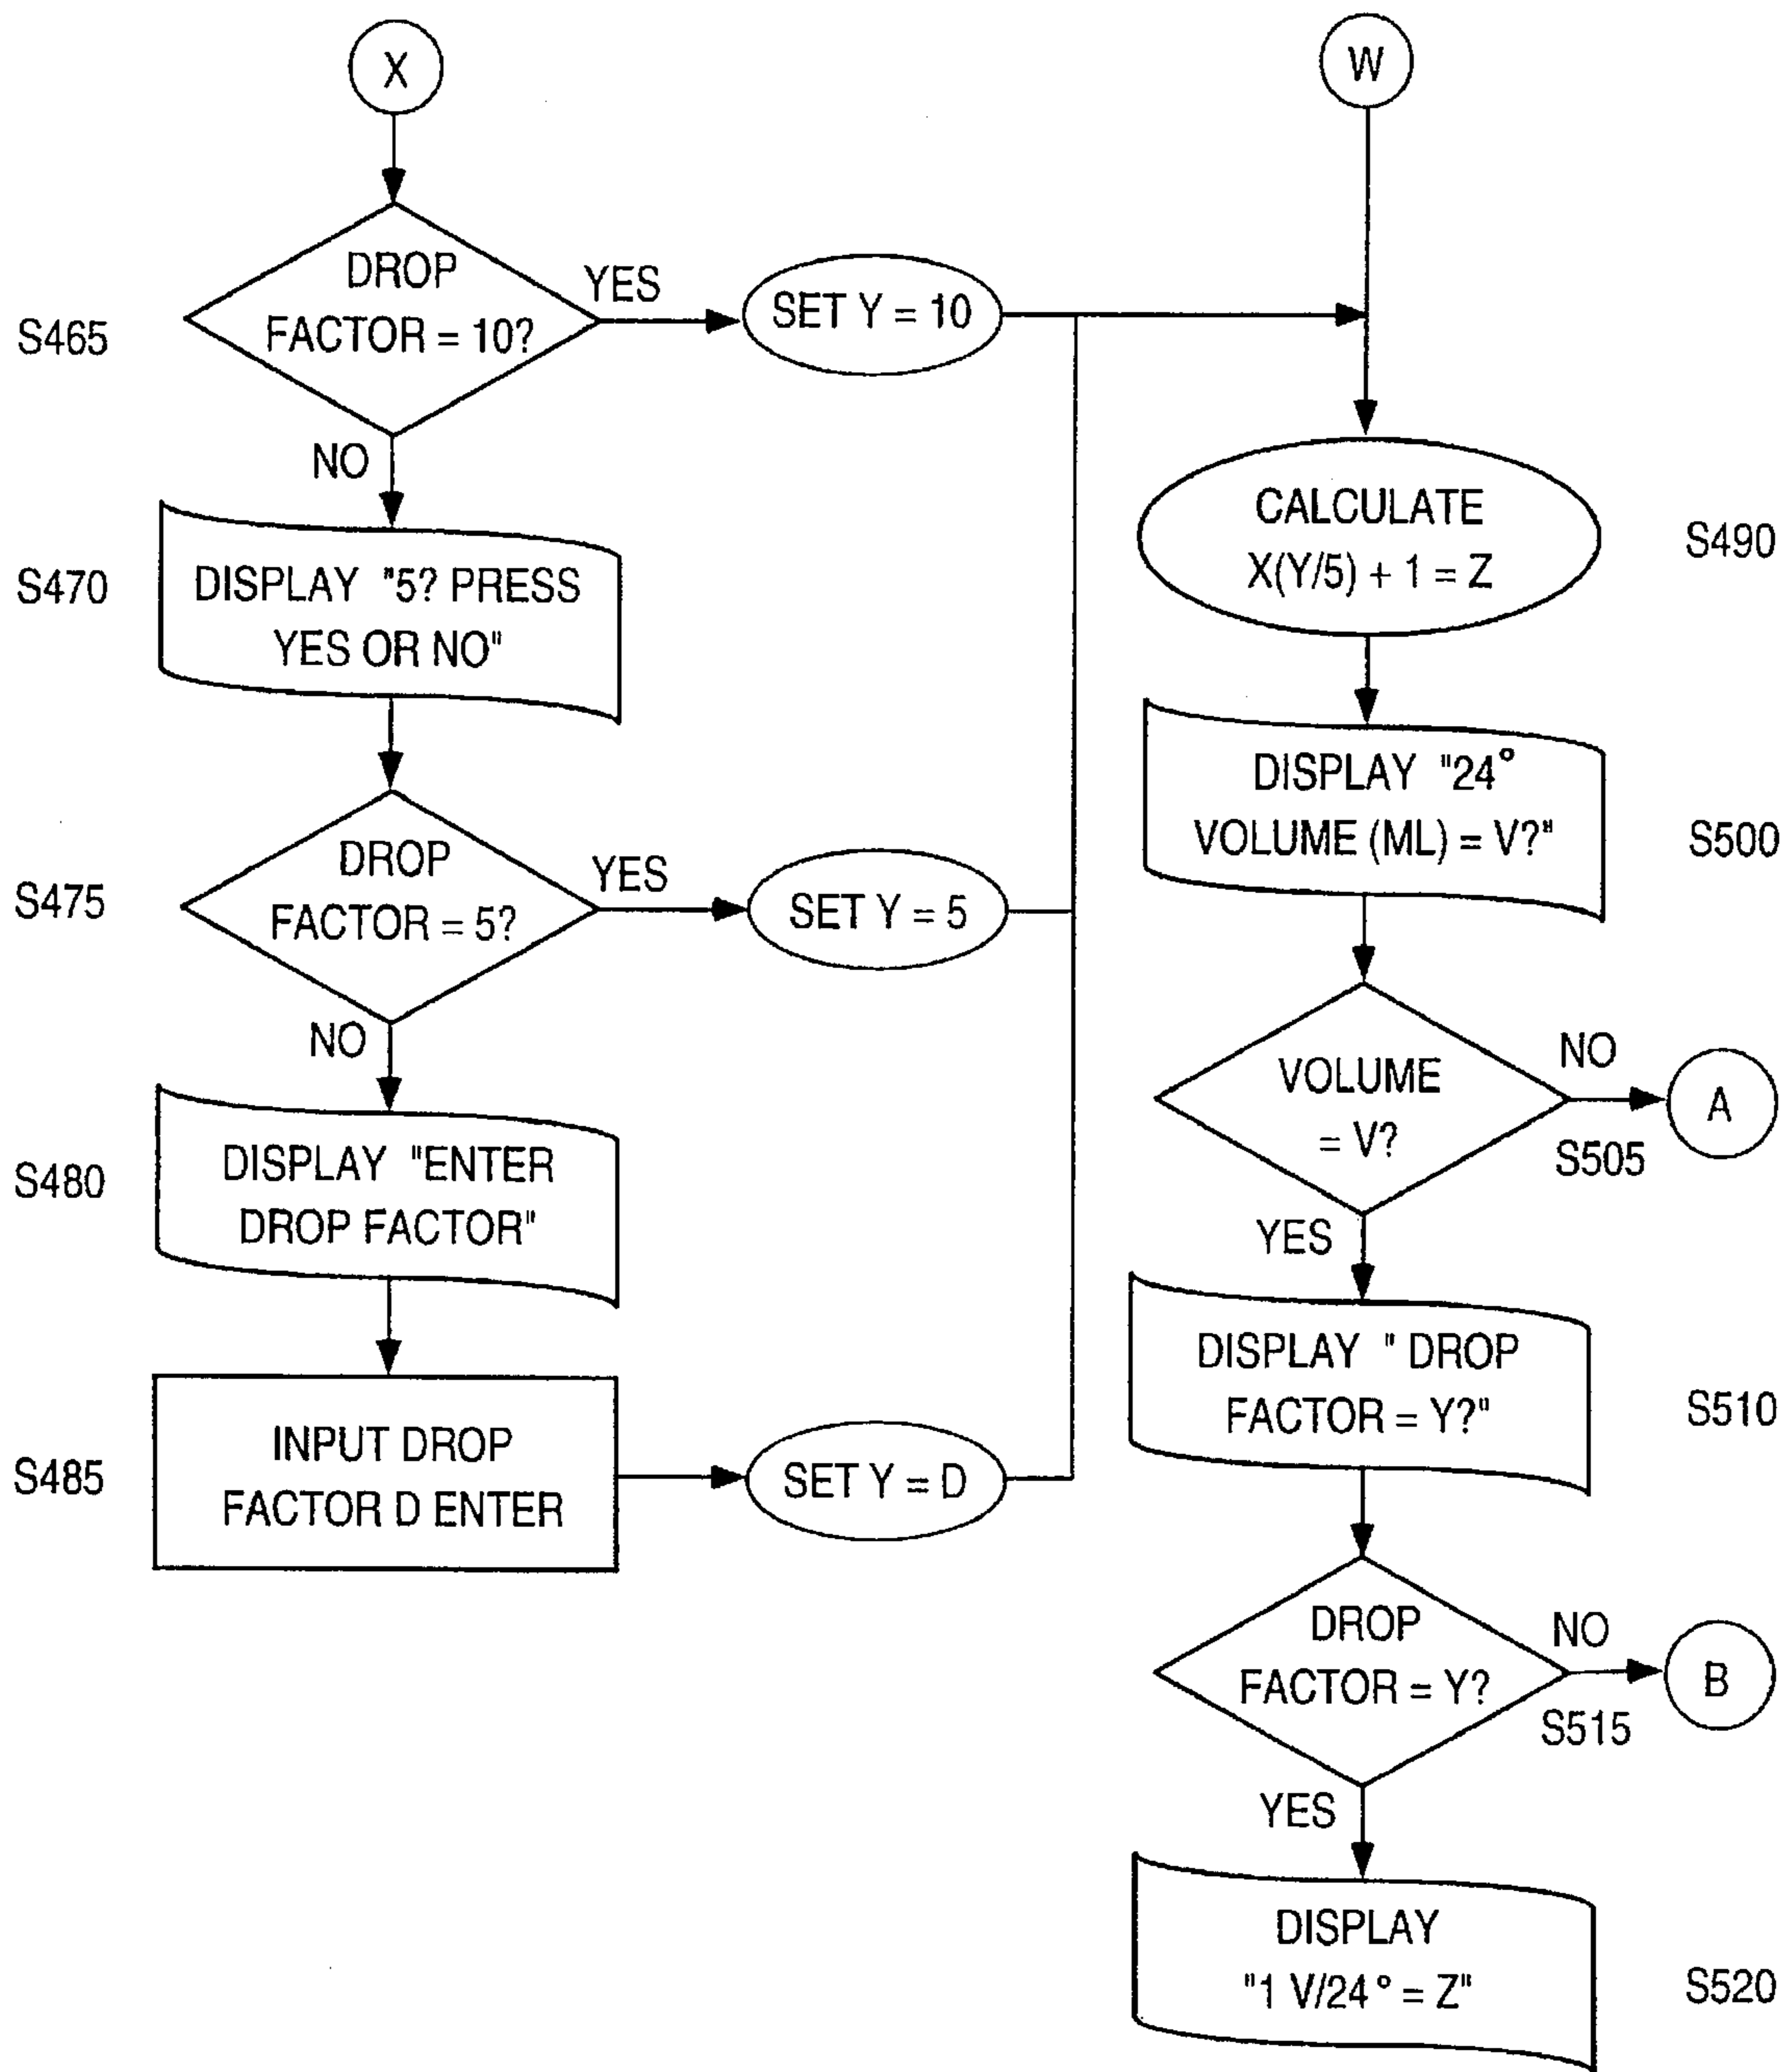 X
S465
DROP
FACTOR = 10?
YES
SET Y = 10
NO
S470
DISPLAY "5? PRESS
YES OR NO"
S475
DROP
FACTOR = 5?
YES
SET Y = 5
NO
S480
DISPLAY "ENTER
DROP FACTOR"
S485
INPUT DROP
FACTOR D ENTER
SET Y = D
W
CALCULATE
X(Y/5) + 1 = Z
S490
DISPLAY "24°
VOLUME (ML) = V?"
S500
VOLUME
= V?
NO
A
S505
YES
DISPLAY " DROP
FACTOR = Y?"
S510
DROP
FACTOR = Y?
NO
B
S515
YES
DISPLAY
"1 V/24 ° = Z"
S520